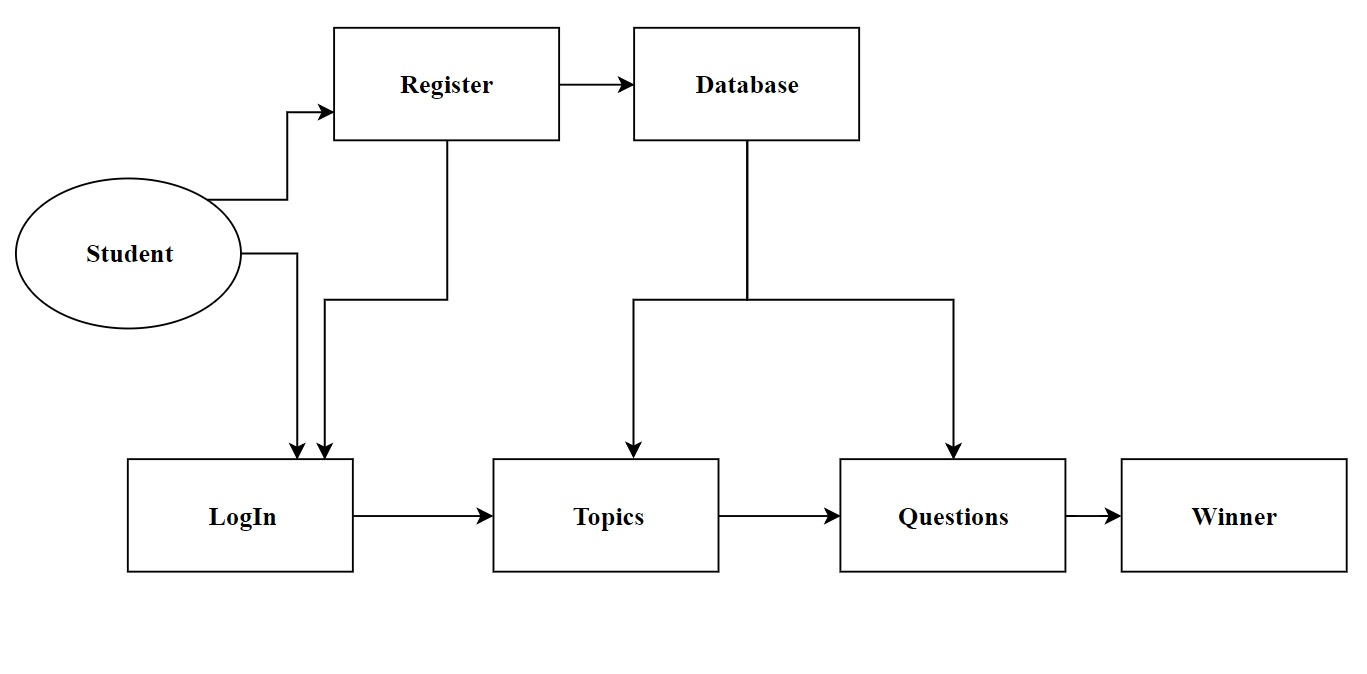 Register
Database
Student
LogIn
Topics
Questions
Winner